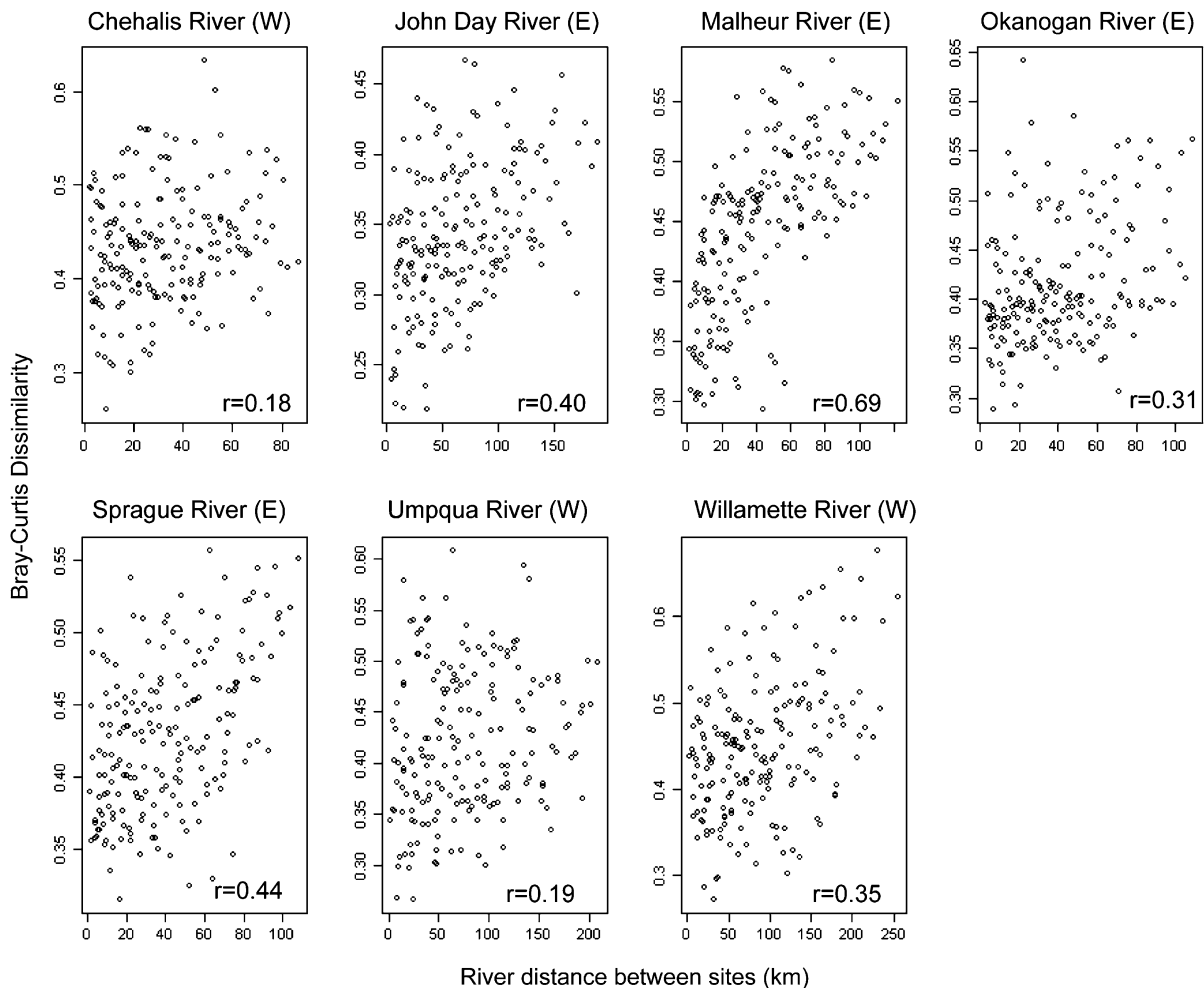 Chehalis River (W)
John Day River (E)
Malheur River (E)
Okanogan River (E)
0.3 0.4 0.5 0.6
0 20 40 60 80
r=0.18
0.25 0.30 0.35 0.40 0.45
0 50 100 150
r=0.40
0.30 0.35 0.40 0.45 0.50 0.55
0 20 40 60 80 100
r=0.69
0.30 0.35 0.40 0.45 0.50 0.55 0.60 0.65
0 20 40 60 80 100
r=0.31
Bray-Curtis Dissimilarity
Sprague River (E)
Umpqua River (W)
Willamette River (W)
0.35 0.40 0.45 0.50 0.55
0 20 40 60 80 100
r=0.44
0.30 0.35 0.40 0.45 0.50 0.55 0.60
0 50 100 150 200
r=0.19
0.3 0.4 0.5 0.6
0 50 100 150 200 250
r=0.35
River distance between sites (km)